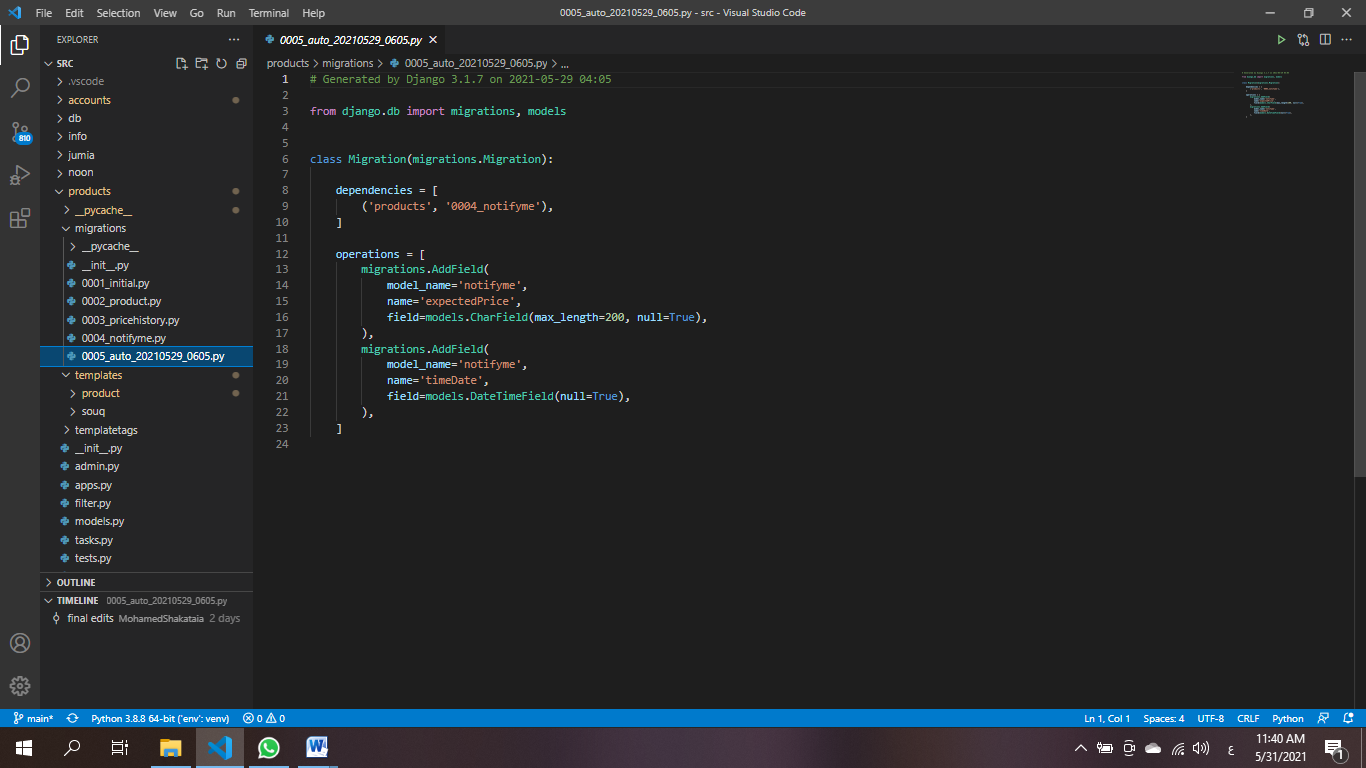 File Edit Selection View Go Run Terminal Help
0005_auto_20210529_0605.py - src - Visual Studio Code
EXPLORER
SRC
.vscode
accounts
db
info
jumia
noon
products
__pycache__
migrations
__pycache__
__init__.py
0001_initial.py
0002_product.py
0003_pricehistory.py
0004_notifyme.py
0005_auto_20210529_0605.py
templates
product
souq
templatetags
__init__.py
admin.py
apps.py
filter.py
models.py
tasks.py
tests.py
OUTLINE
TIMELINE 0005_auto_20210529_0605.py
final edits MohamedShakataia 2 days
810
0005_auto_20210529_0605.py
products > migrations > 0005_auto_20210529_0605.py > ...
1 # Generated by Django 3.1.7 on 2021-05-29 04:05
2
3 from django.db import migrations, models
4
5
6 class Migration(migrations.Migration):
7
8 dependencies = [
9 ('products', '0004_notifyme'),
10 ]
11
12 operations = [
13 migrations.AddField(
14 model_name='notifyme',
15 name='expectedPrice',
16 field=models.CharField(max_length=200, null=True),
17 ),
18 migrations.AddField(
19 model_name='notifyme',
20 name='timeDate',
21 field=models.DateTimeField(null=True),
22 ),
23 ]
24
main* Python 3.8.8 64-bit ('env': venv) 0 0
Ln 1, Col 1 Spaces: 4 UTF-8 CRLF Python
ع
11:40 AM
5/31/2021
1